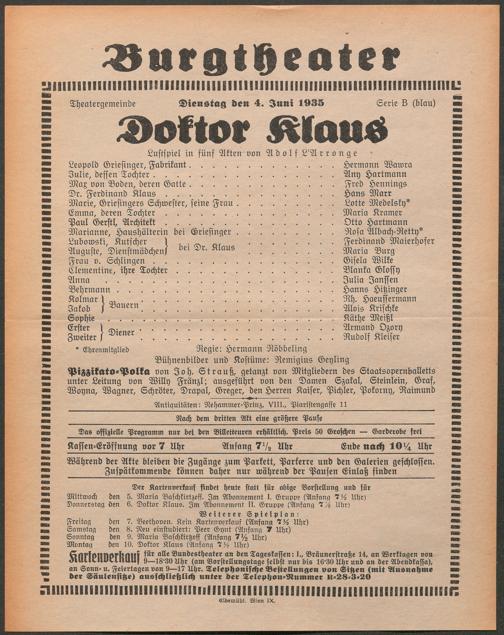 Burgtheater
Theatergemeinde Dienstag den 4. Juni 1935 Serie B (blau)
Doktor Klaus
Lustspiel in fünf Akten von Adolf L'Arronge
Leopold Griesinger, Fabrikant . . . Hermann Wawra
Julie, dessen Tochter . . . Any Hartmann
Max von Boden, deren Gatte . . . Fred Hennings
Dr. Ferdinand Klaus . . . Hans Marr
Marie, Griesingers Schwester, seine Frau . . . Lotte Medelsky*
Emma, deren Tochter . . . Maria Kramer
Paul Gerstl, Architekt . . . Otto Hartmann
Marianne, Haushälterin bei Griesinger . . . Rosa Albach-Retty*
Lubowski, Kutscher } bei Dr. Klaus . . . Ferdinand Maierhofer
Auguste, Dienstmädchen } . . . Maria Burg
Frau v. Schlingen . . . Gisela Wilke
Clementine, ihre Tochter . . . Blanka Glossy
Anna . . . Julia Janssen
Behrmann . . . Hanns Hitzinger
Kolmar } Bauern . . . Ph. Haeussermann
Jakob } . . . Alois Krischke
Sophie . . . Käthe Meißl
Erster } Diener . . . Armand Ozory
Zweiter } . . . Rudolf Kleiser
* Ehrenmitglied Regie: Hermann Röbbeling
Bühnenbilder und Kostüme: Remigius Geyling
Pizzikato-Polka von Joh. Strauß, getanzt von Mitgliedern des Staatsopernballetts
unter Leitung von Willy Fränzl; ausgeführt von den Damen Szakal, Steinlein, Graf,
Woyna, Wagner, Schröter, Drapal, Greger, den Herren Kaiser, Pichler, Pokorny, Raimund
Antiquitäten: Nehammer-Prinz, VIII., Piaristengasse 11
Nach dem dritten Akt eine größere Pause
Das offizielle Programm nur bei den Billeteuren erhältlich. Preis 50 Groschen — Garderobe frei
Kassen-Eröffnung vor 7 Uhr Anfang 7½ Uhr Ende nach 10¼ Uhr
Während der Akte bleiben die Zugänge zum Parkett, Parterre und den Galerien geschlossen.
Zuspätkommende können daher nur während der Pausen Einlaß finden
Der Kartenverkauf findet heute statt für obige Vorstellung und für
Mittwoch den 5. Maria Baschkirtzeff. Im Abonnement I. Gruppe (Anfang 7½ Uhr)
Donnerstag den 6. Doktor Klaus. Im Abonnement II. Gruppe (Anfang 7½ Uhr)
Weiterer Spielplan:
Freitag den 7. Beethoven. Kein Kartenverkauf (Anfang 7½ Uhr)
Samstag den 8. Neu einstudiert: Peer Gynt (Anfang 7 Uhr)
Sonntag den 9. Maria Baschkirtzeff (Anfang 7½ Uhr)
Montag den 10. Doktor Klaus (Anfang 7½ Uhr)
Kartenverkauf für alle Bundestheater an den Tageskassen: I., Bräunerstraße 14, an Werktagen von
9—18:30 Uhr (am Vorstellungstage selbst nur bis 16:30 Uhr und an der Abendkassa),
an Sonn- u. Feiertagen von 9—17 Uhr. Telephonische Bestellungen von Sitzen (mit Ausnahme
der Säulensitze) ausschließlich unter der Telephon-Nummer R-28-3-20
Elbemühl, Wien IX.